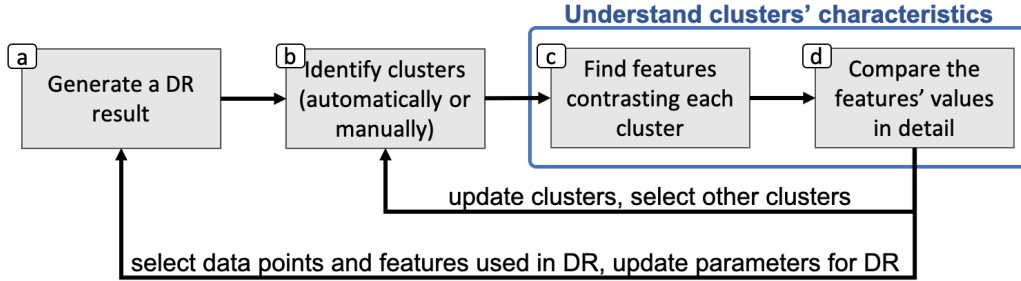 Understand clusters’ characteristics
a
Generate a DR
result
b
Identify clusters
(automatically or
manually)
c
Find features
contrasting each
cluster
d
Compare the
features’ values
in detail
update clusters, select other clusters
select data points and features used in DR, update parameters for DR